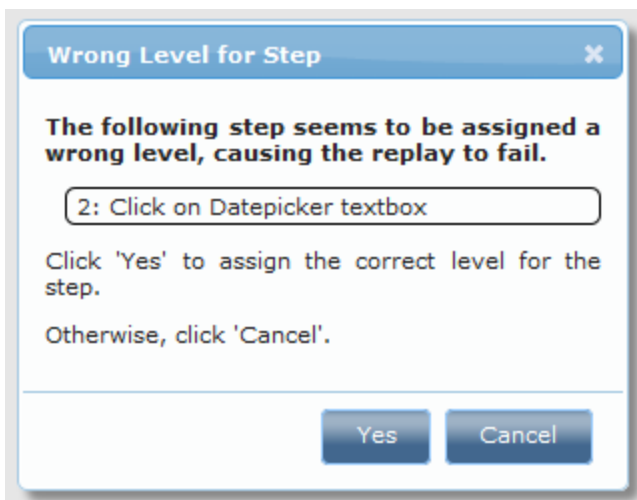 Wrong Level for Step
The following step seems to be assigned a
wrong level, causing the replay to fail.
2: Click on Datepicker textbox
Click 'Yes' to assign the correct level for the
step.
Otherwise, click 'Cancel'.
Yes Cancel